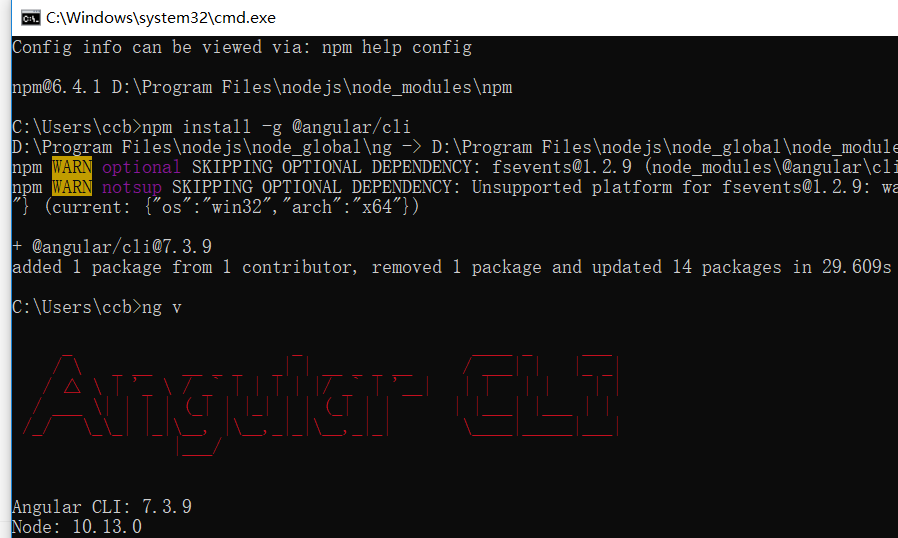 C:\Windows\system32\cmd.exe
Config info can be viewed via: npm help config
npm@6.4.1 D:\Program Files\nodejs\node_modules\npm
C:\Users\ccb>npm install -g @angular/cli
D:\Program Files\nodejs\node_global\ng -> D:\Program Files\nodejs\node_global\node_module
npm WARN optional SKIPPING OPTIONAL DEPENDENCY: fsevents@1.2.9 (node_modules\@angular\cli
npm WARN notsup SKIPPING OPTIONAL DEPENDENCY: Unsupported platform for fsevents@1.2.9: wa
"} (current: {"os":"win32","arch":"x64"})
+ @angular/cli@7.3.9
added 1 package from 1 contributor, removed 1 package and updated 14 packages in 29.609s
C:\Users\ccb>ng v
Angular CLI
Angular CLI: 7.3.9
Node: 10.13.0